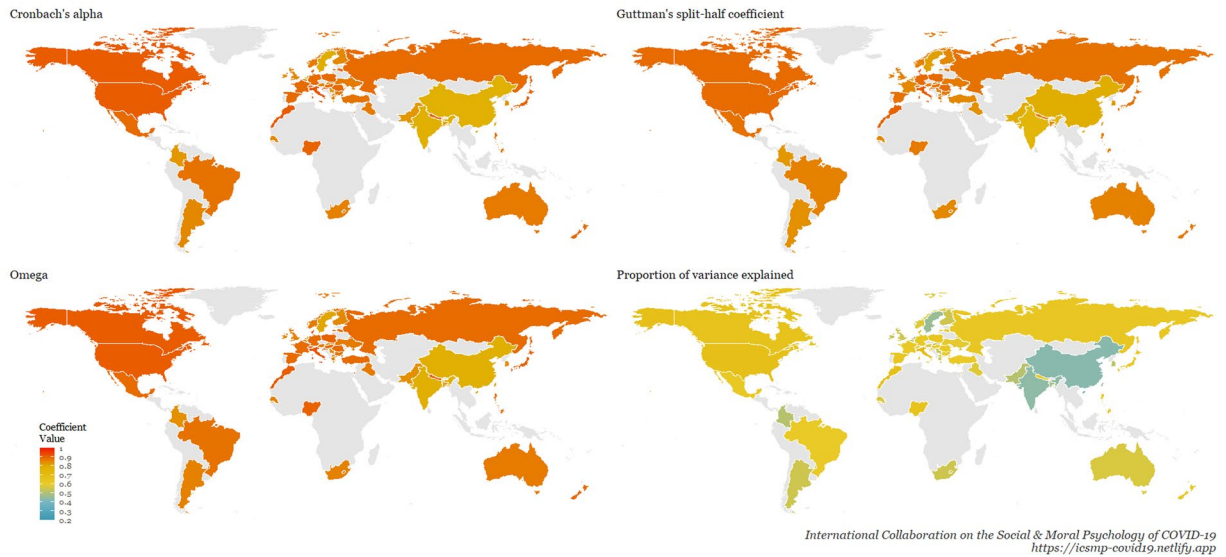 Cronbach's alpha
Guttman's split-half coefficient
Omega
Proportion of variance explained
Coefficient
Value
1
0.9
0.8
0.7
0.6
0.5
0.4
0.3
0.2
International Collaboration on the Social & Moral Psychology of COVID-19
https://icsmp-covid19.netlify.app